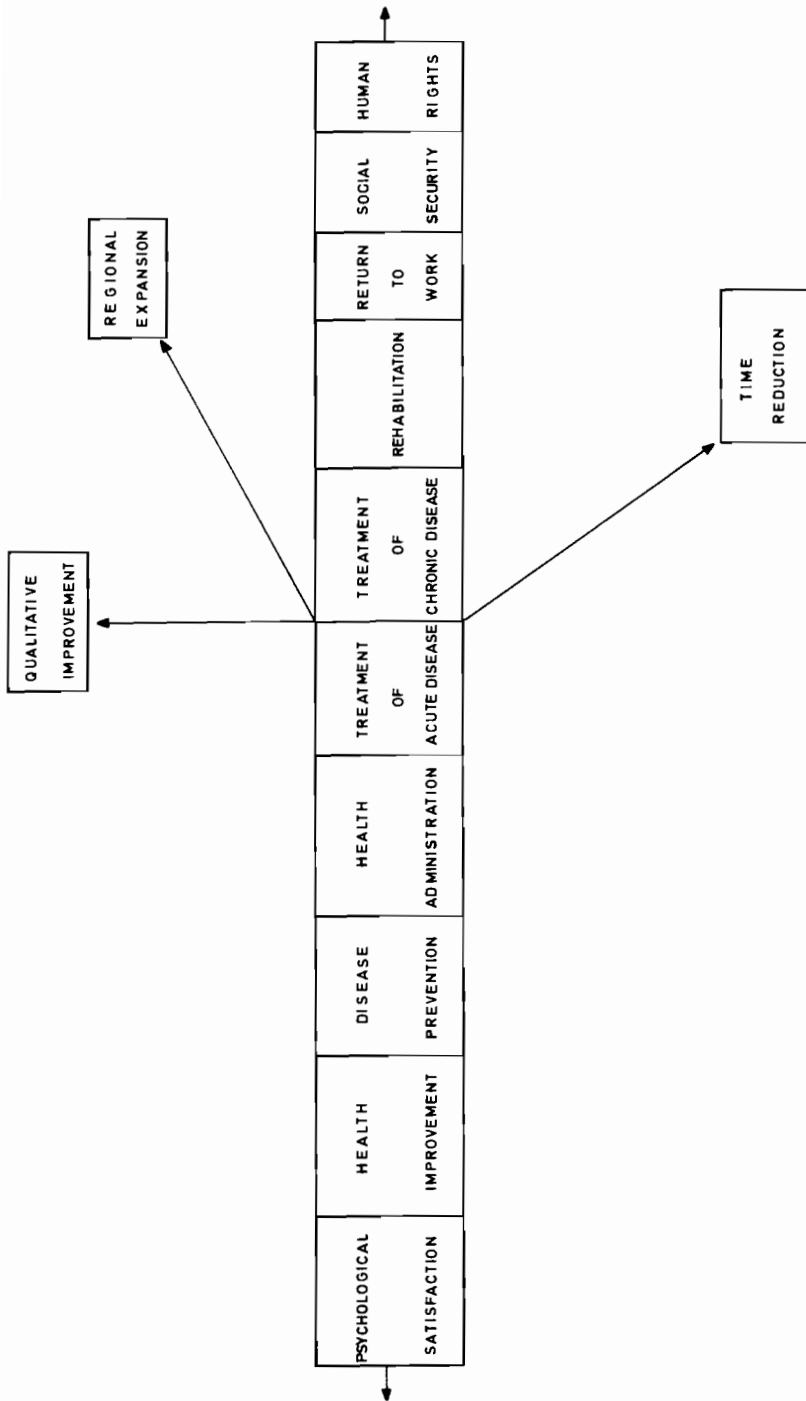 QUALITATIVE
IMPROVEMENT
REGIONAL
EXPANSION
PSYCHOLOGICAL
SATISFACTION
HEALTH
IMPROVEMENT
DISEASE
PREVENTION
HEALTH
ADMINISTRATION
TREATMENT
OF
ACUTE DISEASE
TREATMENT
OF
CHRONIC DISEASE
REHABILITATION
RETURN
TO
WORK
SOCIAL
SECURITY
HUMAN
RIGHTS
TIME
REDUCTION